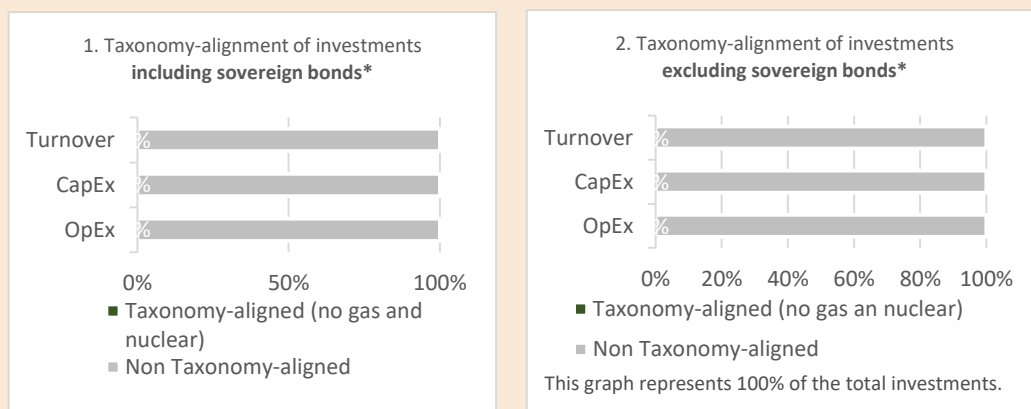 1. Taxonomy-alignment of investments
including sovereign bonds*
Turnover
%
CapEx
%
OpEx
%
0% 50% 100%
Taxonomy-aligned (no gas and
nuclear)
Non Taxonomy-aligned
2. Taxonomy-alignment of investments
excluding sovereign bonds*
Turnover
%
CapEx
%
OpEx
%
0% 20% 40% 60% 80% 100%
Taxonomy-aligned (no gas an nuclear)
Non Taxonomy-aligned
This graph represents 100% of the total investments.